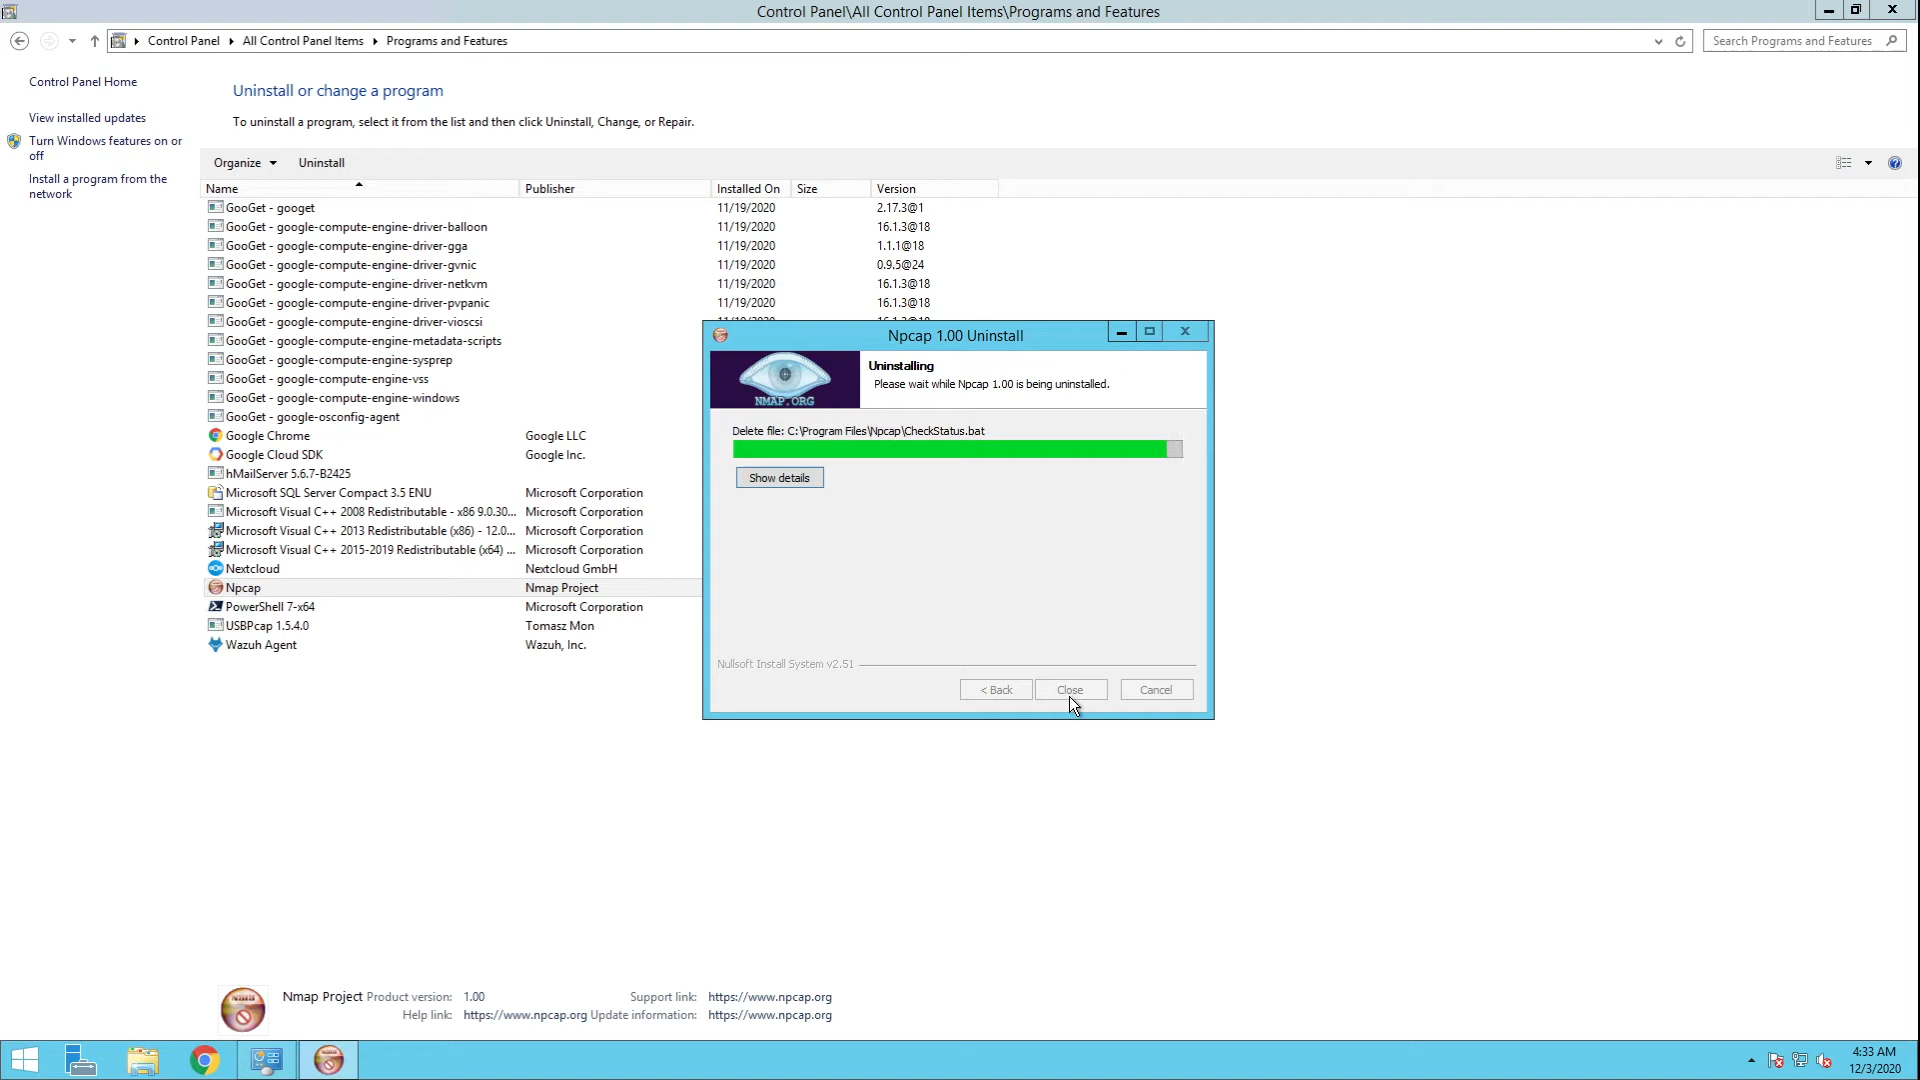 Control Panel\All Control Panel Items\Programs and Features
Control Panel
All Control Panel Items
Programs and Features
Search Programs and Features
Control Panel Home
View installed updates
Turn Windows features on or
off
Install a program from the
network
Uninstall or change a program
To uninstall a program, select it from the list and then click Uninstall, Change, or Repair.
Organize
Uninstall
Name Publisher Installed On Size Version
GooGet - googet 11/19/2020 2.17.3@1
GooGet - google-compute-engine-driver-balloon 11/19/2020 16.1.3@18
GooGet - google-compute-engine-driver-gga 11/19/2020 1.1.1@18
GooGet - google-compute-engine-driver-gvnic 11/19/2020 0.9.5@24
GooGet - google-compute-engine-driver-netkvm 11/19/2020 16.1.3@18
GooGet - google-compute-engine-driver-pvpanic 11/19/2020 16.1.3@18
GooGet - google-compute-engine-driver-vioscsi
GooGet - google-compute-engine-metadata-scripts
GooGet - google-compute-engine-sysprep
GooGet - google-compute-engine-vss
GooGet - google-compute-engine-windows
GooGet - google-osconfig-agent
Google Chrome Google LLC
Google Cloud SDK Google Inc.
hMailServer 5.6.7-B2425
Microsoft SQL Server Compact 3.5 ENU Microsoft Corporation
Microsoft Visual C++ 2008 Redistributable - x86 9.0.30... Microsoft Corporation
Microsoft Visual C++ 2013 Redistributable (x86) - 12.0... Microsoft Corporation
Microsoft Visual C++ 2015-2019 Redistributable (x64) ... Microsoft Corporation
Nextcloud Nextcloud GmbH
Npcap Nmap Project
PowerShell 7-x64 Microsoft Corporation
USBPcap 1.5.4.0 Tomasz Mon
Wazuh Agent Wazuh, Inc.
Npcap 1.00 Uninstall
NMAP.ORG
Uninstalling
Please wait while Npcap 1.00 is being uninstalled.
Delete file: C:\Program Files\Npcap\CheckStatus.bat
Show details
Nullsoft Install System v2.51
< Back
Close
Cancel
Nmap Project Product version: 1.00 Support link: https://www.npcap.org
Help link: https://www.npcap.org Update information: https://www.npcap.org
4:33 AM
12/3/2020